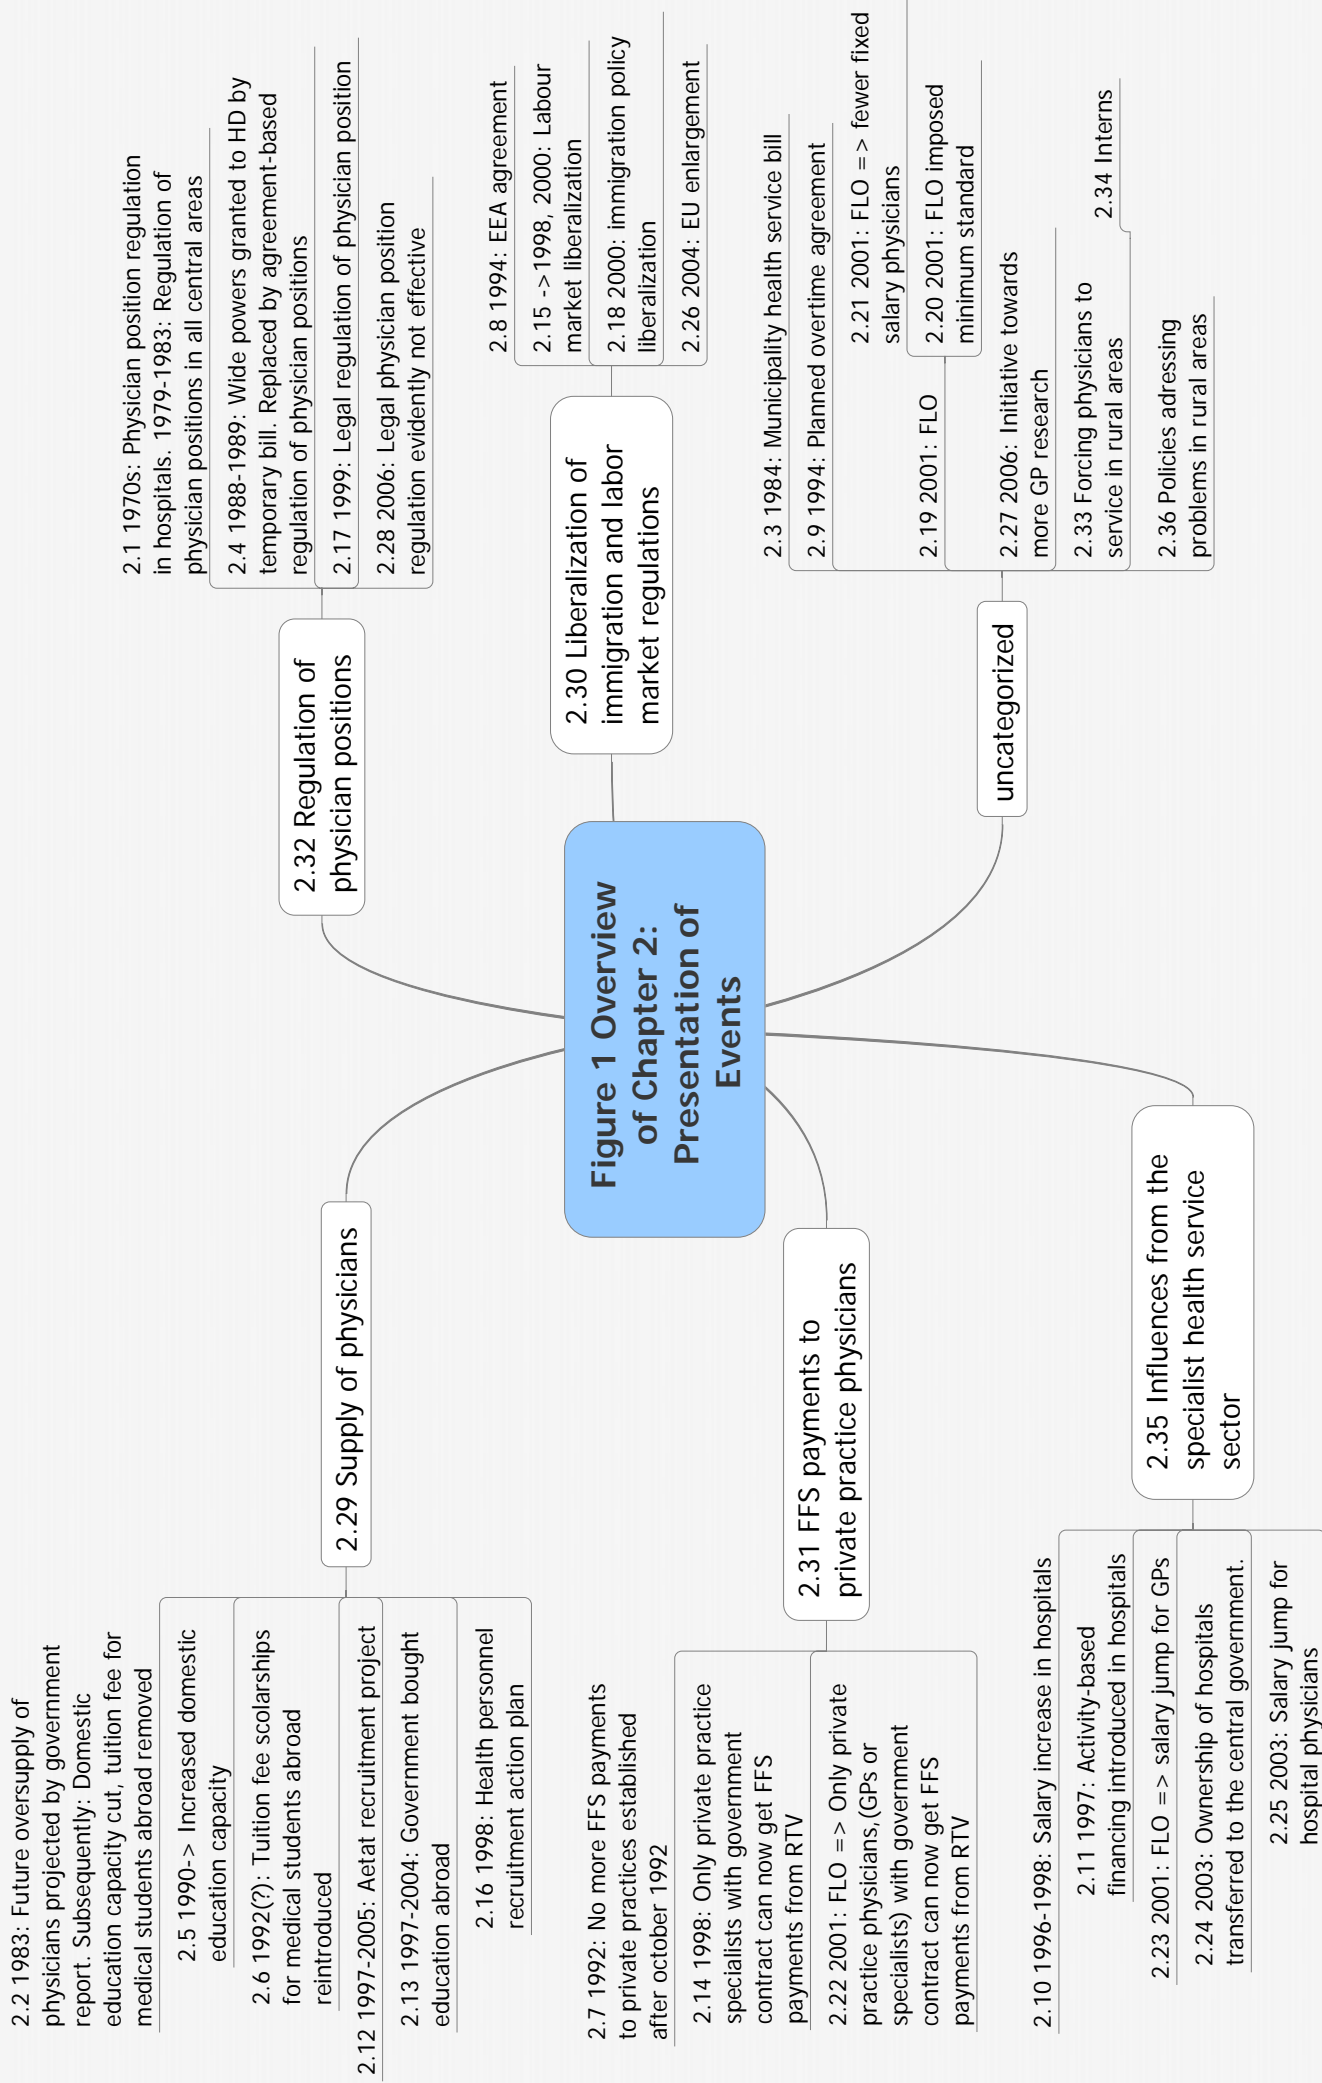 Figure 1 Overview
of Chapter 2:
Presentation of
Events
2.29 Supply of physicians
2.2 1983: Future oversupply of
physicians projected by government
report. Subsequently: Domestic
education capacity cut, tuition fee for
medical students abroad removed
2.5 1990-> Increased domestic
education capacity
2.6 1992(?): Tuition fee scolarships
for medical students abroad
reintroduced
2.12 1997-2005: Aetat recruitment project
2.13 1997-2004: Government bought
education abroad
2.16 1998: Health personnel
recruitment action plan
2.31 FFS payments to
private practice physicians
2.7 1992: No more FFS payments
to private practices established
after october 1992
2.14 1998: Only private practice
specialists with government
contract can now get FFS
payments from RTV
2.22 2001: FLO => Only private
practice physicians,(GPs or
specialists) with government
contract can now get FFS
payments from RTV
2.35 Influences from the
specialist health service
sector
2.10 1996-1998: Salary increase in hospitals
2.11 1997: Activity-based
financing introduced in hospitals
2.23 2001: FLO => salary jump for GPs
2.24 2003: Ownership of hospitals
transferred to the central government.
2.25 2003: Salary jump for
hospital physicians
2.32 Regulation of
physician positions
2.1 1970s: Physician position regulation
in hospitals. 1979-1983: Regulation of
physician positions in all central areas
2.4 1988-1989: Wide powers granted to HD by
temporary bill. Replaced by agreement-based
regulation of physician positions
2.17 1999: Legal regulation of physician position
2.28 2006: Legal physician position
regulation evidently not effective
2.30 Liberalization of
immigration and labor
market regulations
2.8 1994: EEA agreement
2.15 ->1998, 2000: Labour
market liberalization
2.18 2000: immigration policy
liberalization
2.26 2004: EU enlargement
uncategorized
2.3 1984: Municipality health service bill
2.9 1994: Planned overtime agreement
2.19 2001: FLO
2.21 2001: FLO => fewer fixed
salary physicians
2.20 2001: FLO imposed
minimum standard
2.27 2006: Initiative towards
more GP research
2.33 Forcing physicians to
service in rural areas
2.34 Interns
2.36 Policies adressing
problems in rural areas